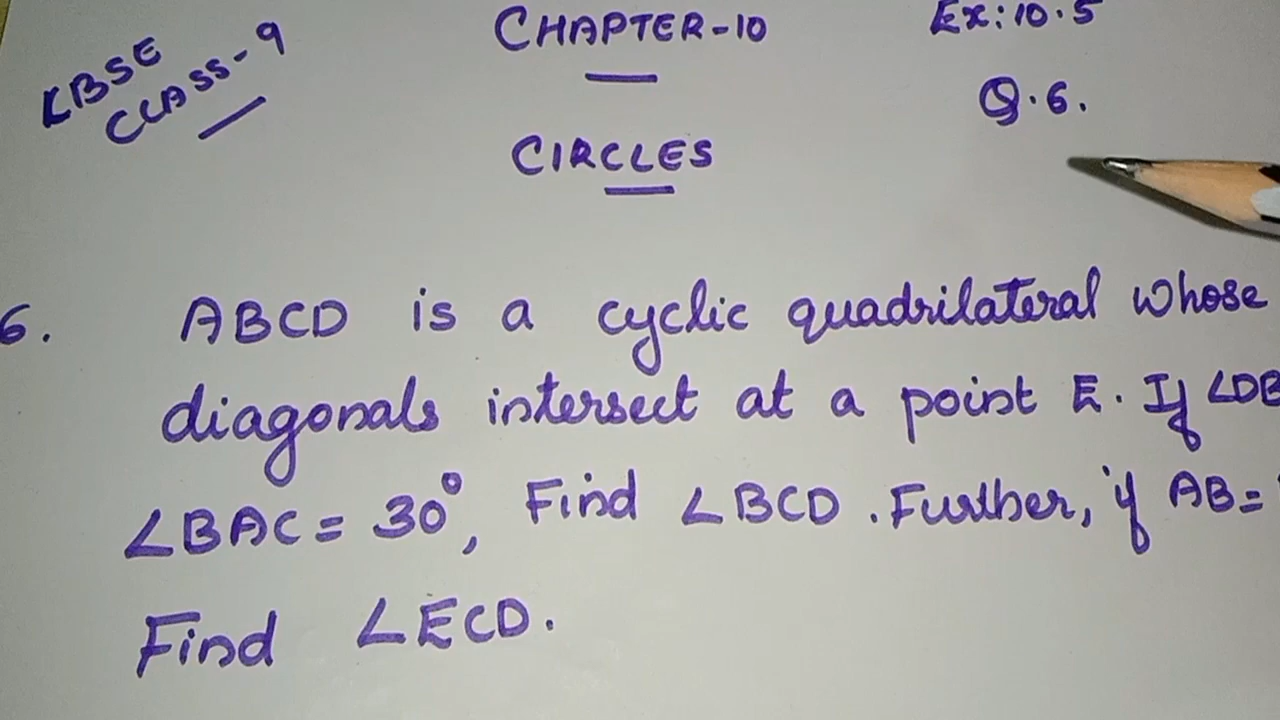 CBSE
CLASS-9
CHAPTER-10
Ex: 10.5
Q.6.
CIRCLES
6. ABCD is a cyclic quadrilateral whose
diagonals intersect at a point E. If
∠BAC = 30°, Find ∠BCD. Further, if AB =
Find ∠ECD.